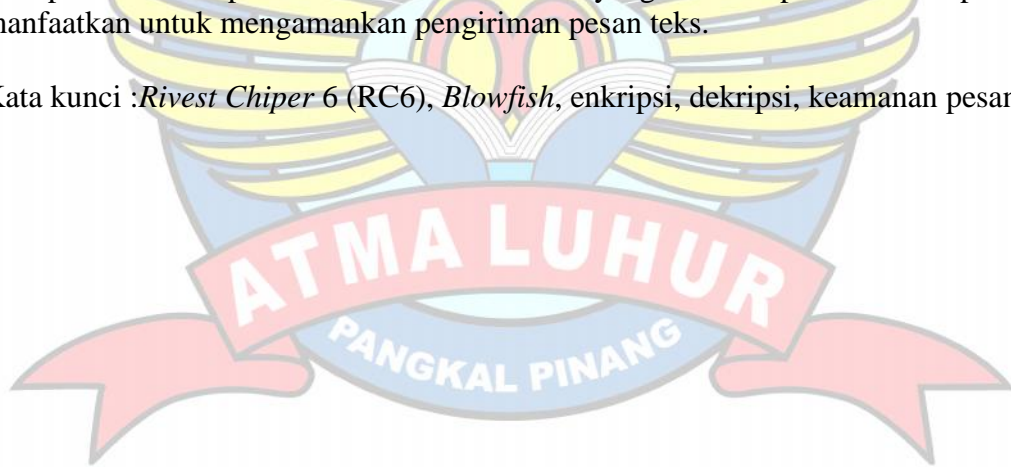 manfaatkan untuk mengamankan pengiriman pesan teks.
Kata kunci :Rivest Chiper 6 (RC6), Blowfish, enkripsi, dekripsi, keamanan pesan
ATMA LUHUR
PANGKAL PINANG